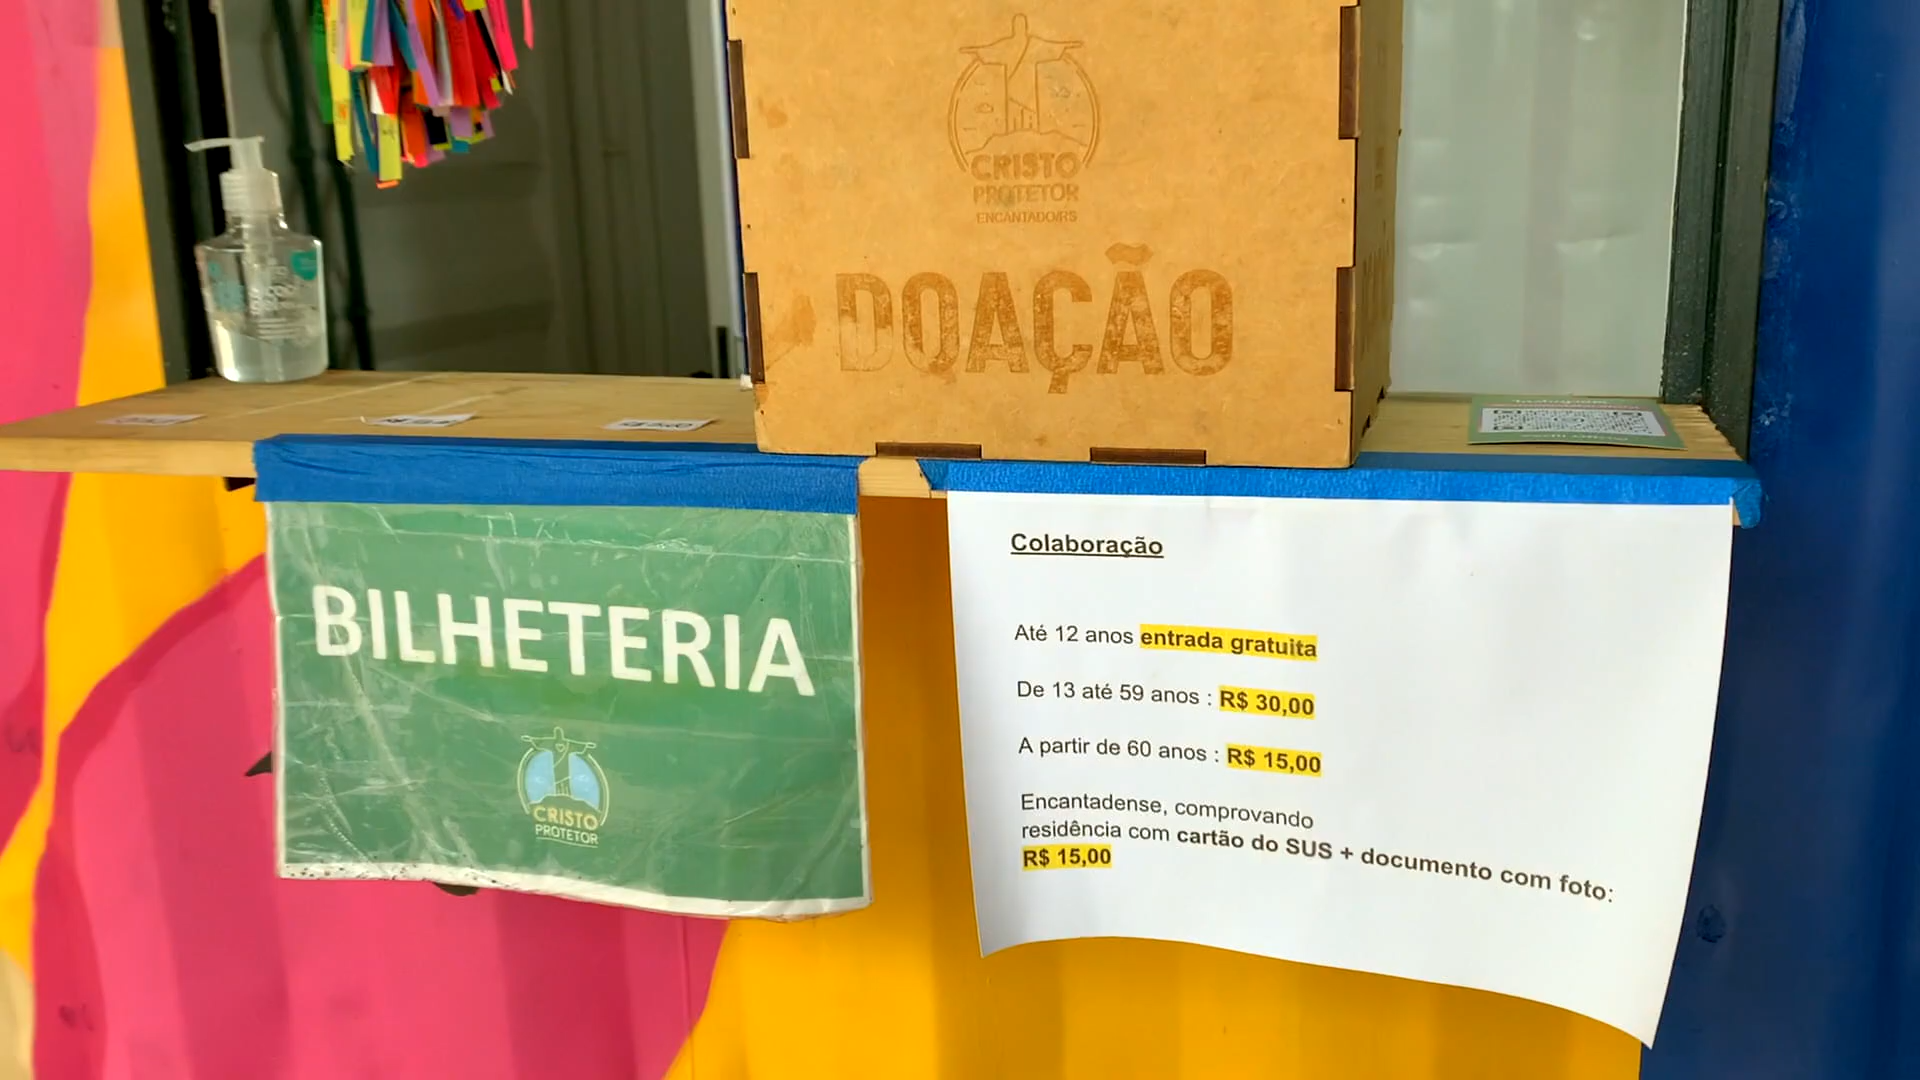 CRISTO
PROTETOR
ENCANTADO/RS
DOAÇÃO
BILHETERIA
CRISTO
PROTETOR
Colaboração
Até 12 anos entrada gratuita
De 13 até 59 anos : R$ 30,00
A partir de 60 anos : R$ 15,00
Encantadense, comprovando
residência com cartão do SUS + documento com foto:
R$ 15,00